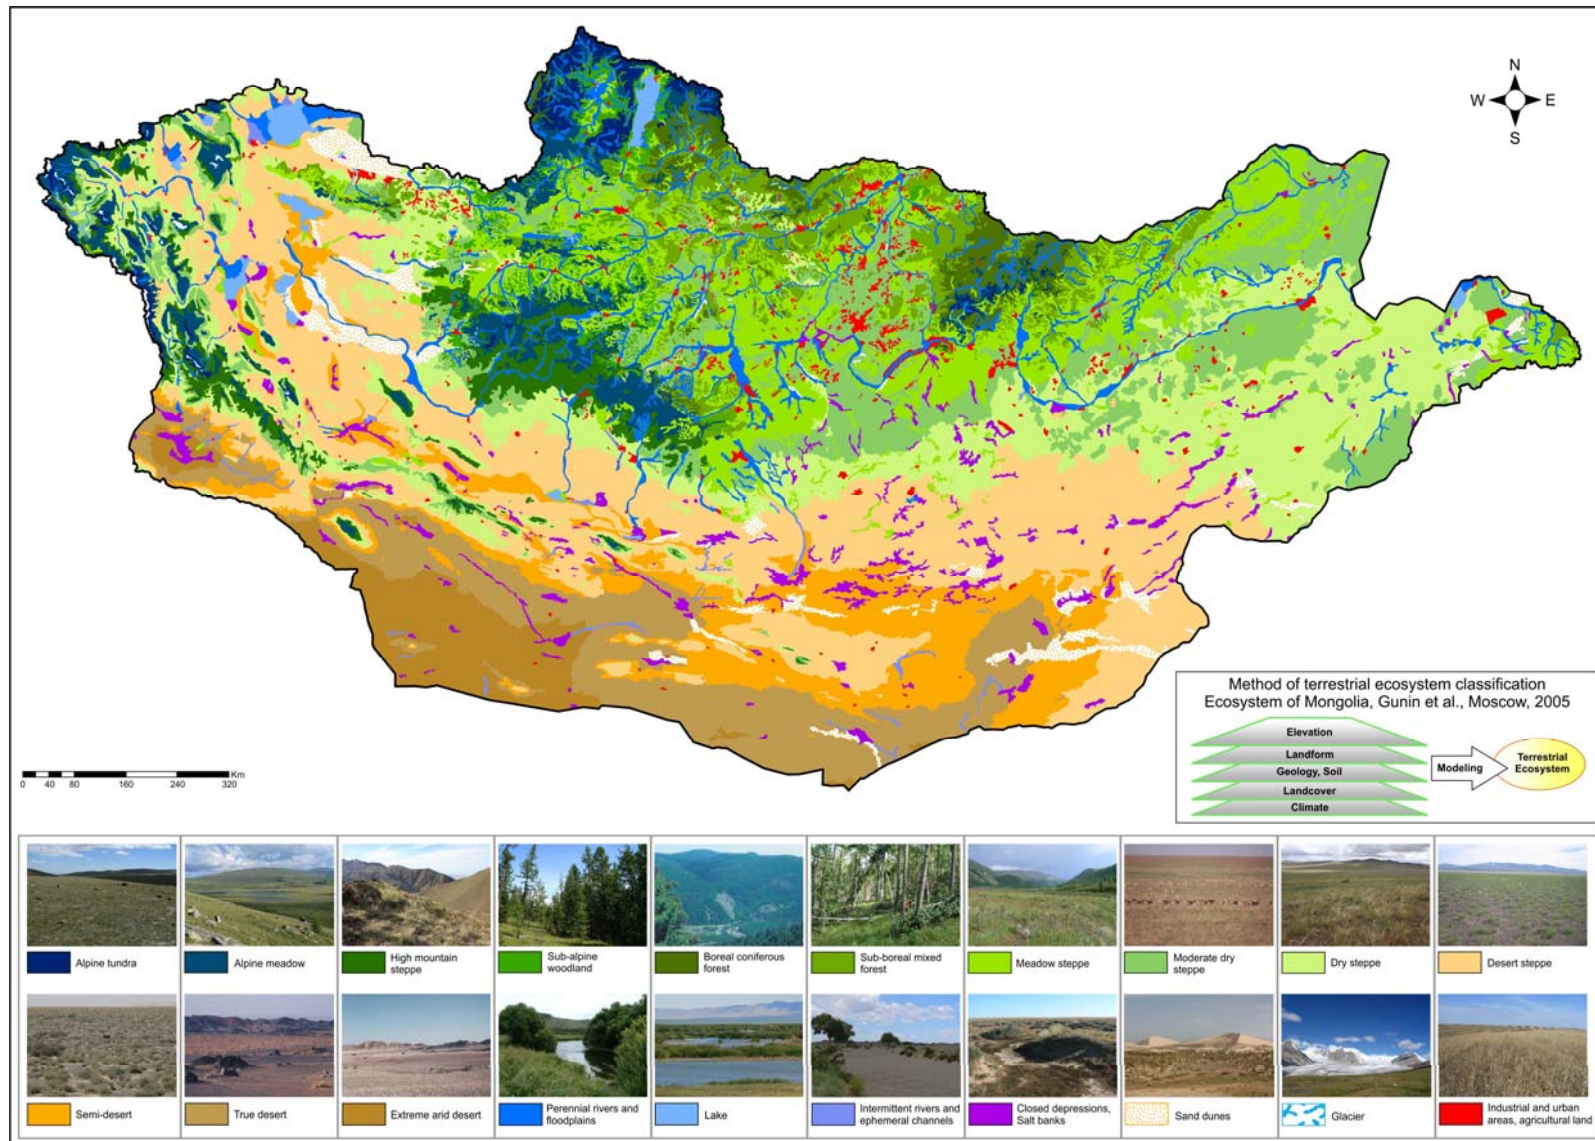 N
W
E
S
Method of terrestrial ecosystem classification
Ecosystem of Mongolia, Gunin et al., Moscow, 2005
Elevation
Landform
Geology, Soil
Landcover
Climate
Modeling
Terrestrial
Ecosystem
Km
0 40 80 160 240 320
Alpine tundra
Alpine meadow
High mountain
steppe
Sub-alpine
woodland
Boreal coniferous
forest
Sub-boreal mixed
forest
Meadow steppe
Moderate dry
steppe
Dry steppe
Desert steppe
Semi-desert
True desert
Extreme arid desert
Perennial rivers and
floodplains
Lake
Intermittent rivers and
ephemeral channels
Closed depressions,
Salt banks
Sand dunes
Glacier
Industrial and urban
areas, agricultural land